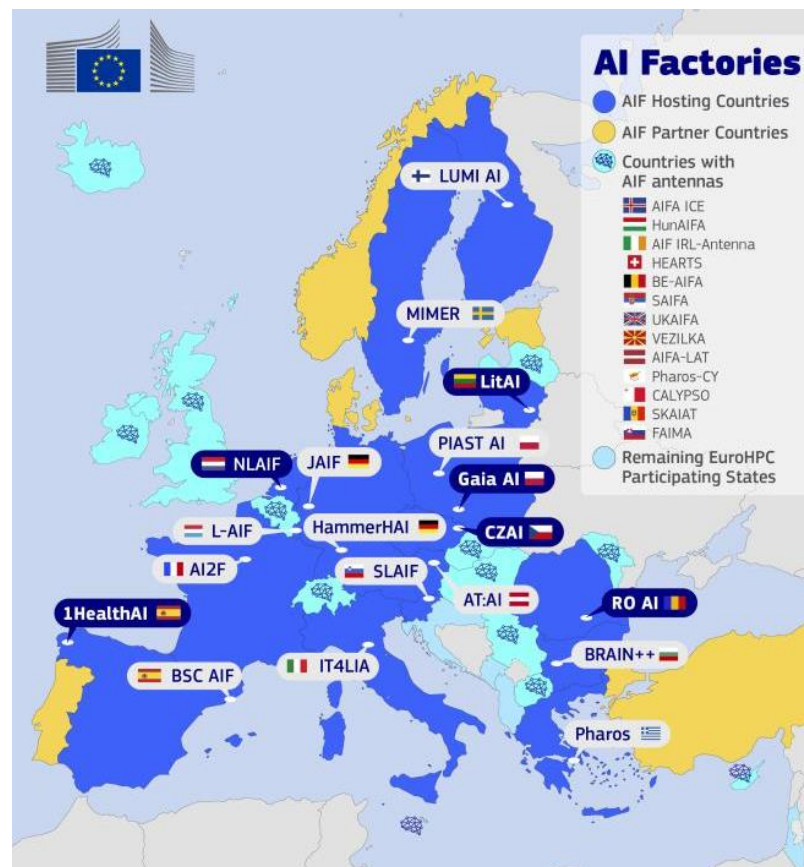 AI Factories
AIF Hosting Countries
AIF Partner Countries
Countries with
AIF antennas
AIFA ICE
HunAIFA
AIF IRL-Antenna
HEARTS
BE-AIFA
SAIFA
UKAIFA
VEZILKA
AIFA-LAT
Pharos-CY
CALYPSO
SKAIAT
FAIMA
Remaining EuroHPC
Participating States
LUMI AI
MIMER
LitAI
PIAST AI
NLAIF
JAIF
Gaia AI
L-AIF
HammerHAI
CZAI
AI2F
SLAIF
AT:AI
RO AI
1HealthAI
BRAIN++
BSC AIF
IT4LIA
Pharos